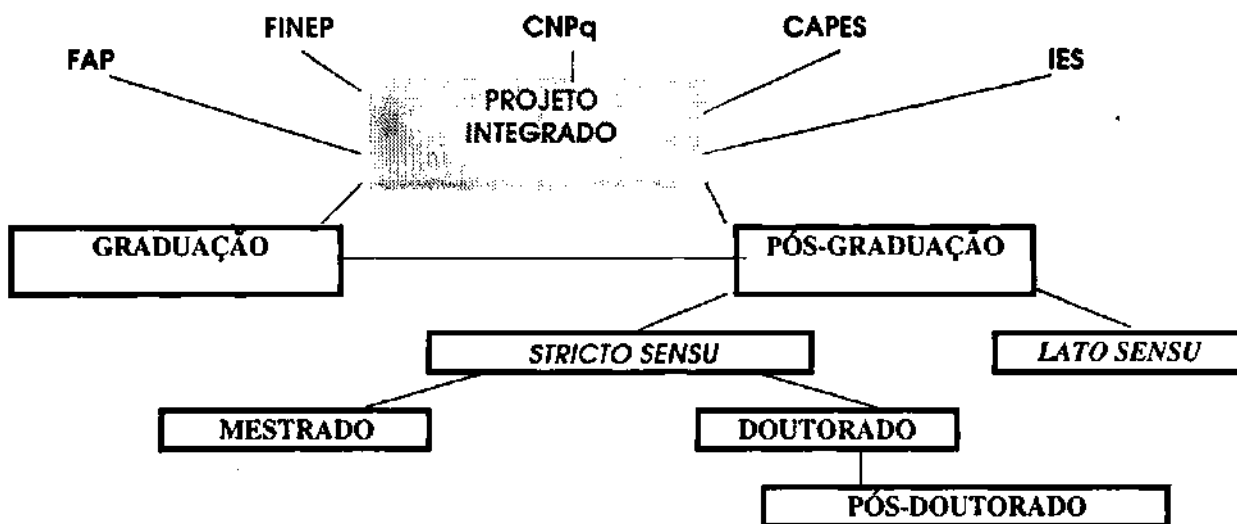 FINEP
CNPq
CAPES
FAP
IES
PROJETO
INTEGRADO
GRADUAÇÃO
PÓS-GRADUAÇÃO
STRICTO SENSU
LATO SENSU
MESTRADO
DOUTORADO
PÓS-DOUTORADO